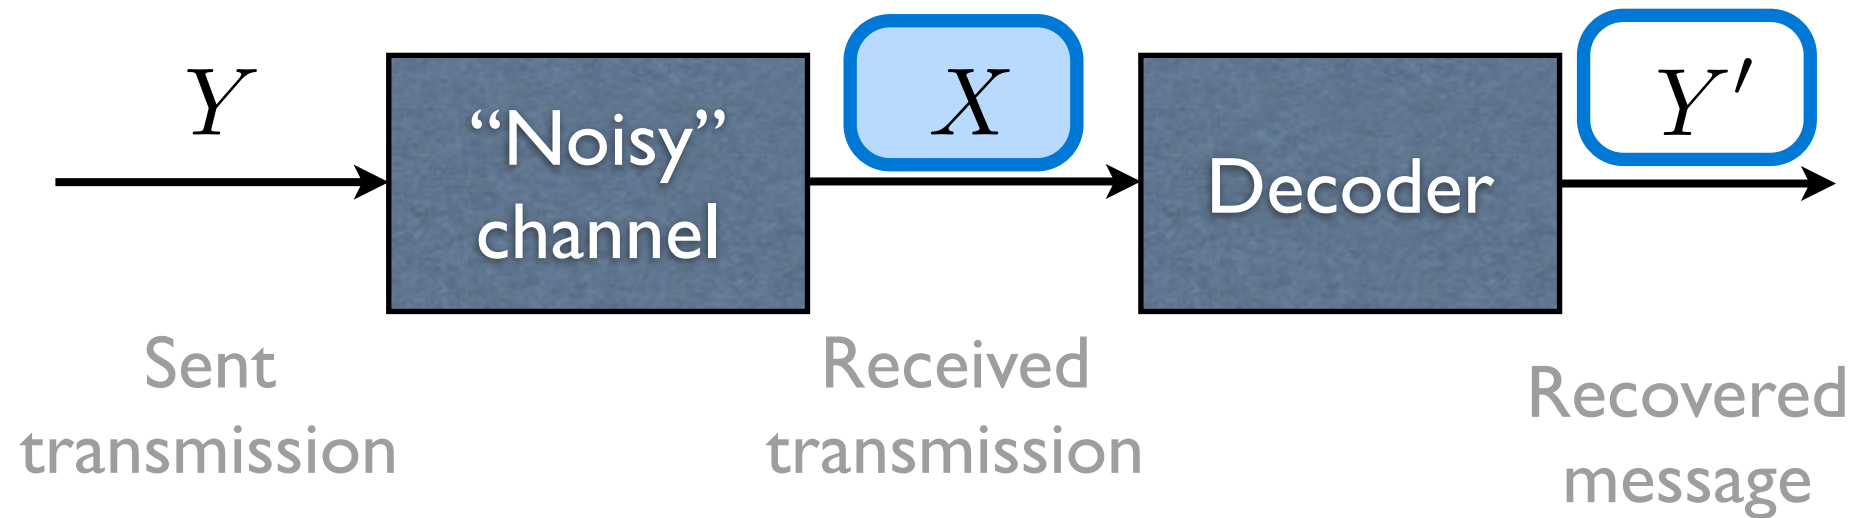 Y
“Noisy”
channel
X
Decoder
Y′
Sent
transmission
Received
transmission
Recovered
message